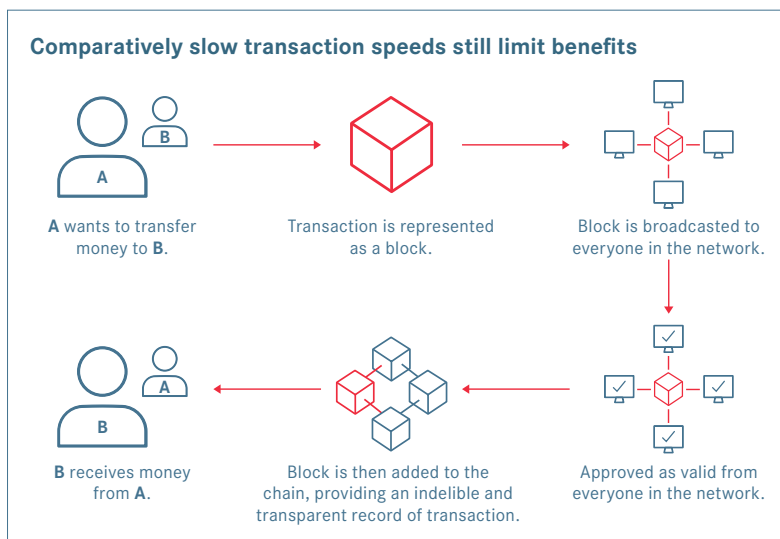 Comparatively slow transaction speeds still limit benefits
B
A
A wants to transfer
money to B.
Transaction is represented
as a block.
Block is broadcasted to
everyone in the network.
A
B
B receives money
from A.
Block is then added to the
chain, providing an indelible and
transparent record of transaction.
Approved as valid from
everyone in the network.